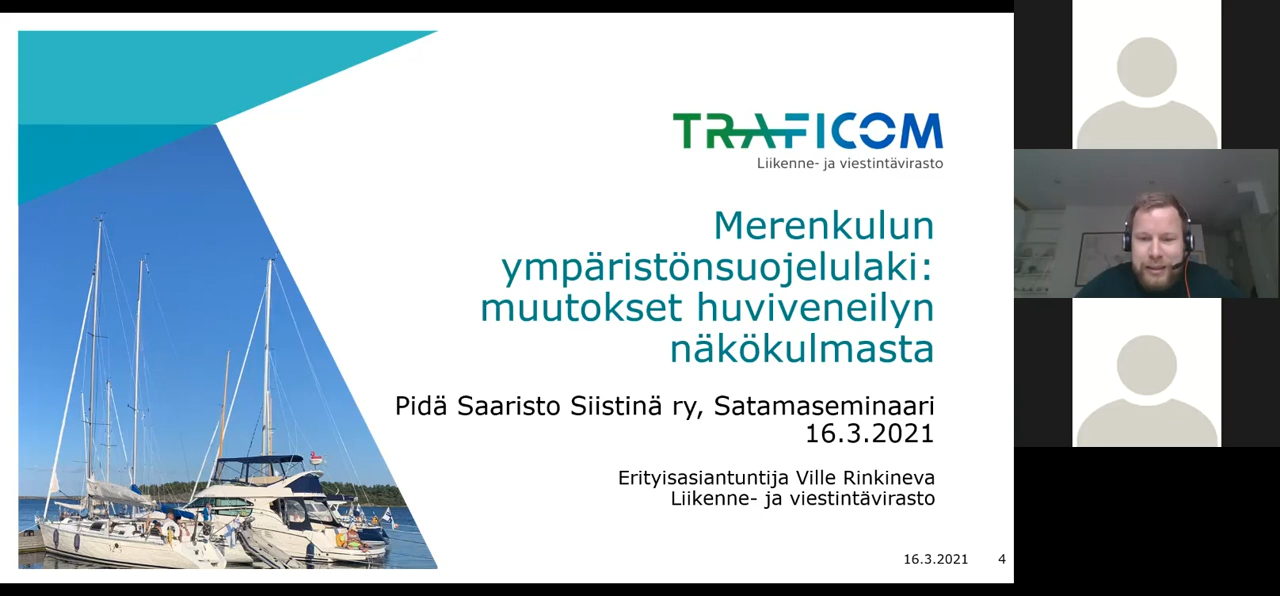 TRAFICOM
Liikenne- ja viestintävirasto
Merenkulun
ympäristönsuojelulaki:
muutokset huviveneilyn
näkökulmasta
Pidä Saaristo Siistinä ry, Satamaseminaari
16.3.2021
Erityisasiantuntija Ville Rinkineva
Liikenne- ja viestintävirasto
16.3.2021 4